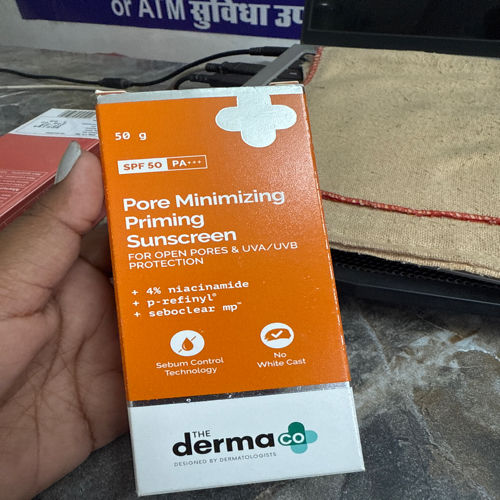 or ATM सुविधा उप
50 g
SPF 50 PA+++
Pore Minimizing
Priming
Sunscreen
FOR OPEN PORES & UVA/UVB
PROTECTION
+ 4% niacinamide
+ p-refinyl®
+ seboclear mp™
Sebum Control
Technology
No
White Cast
THE
derma co
DESIGNED BY DERMATOLOGISTS